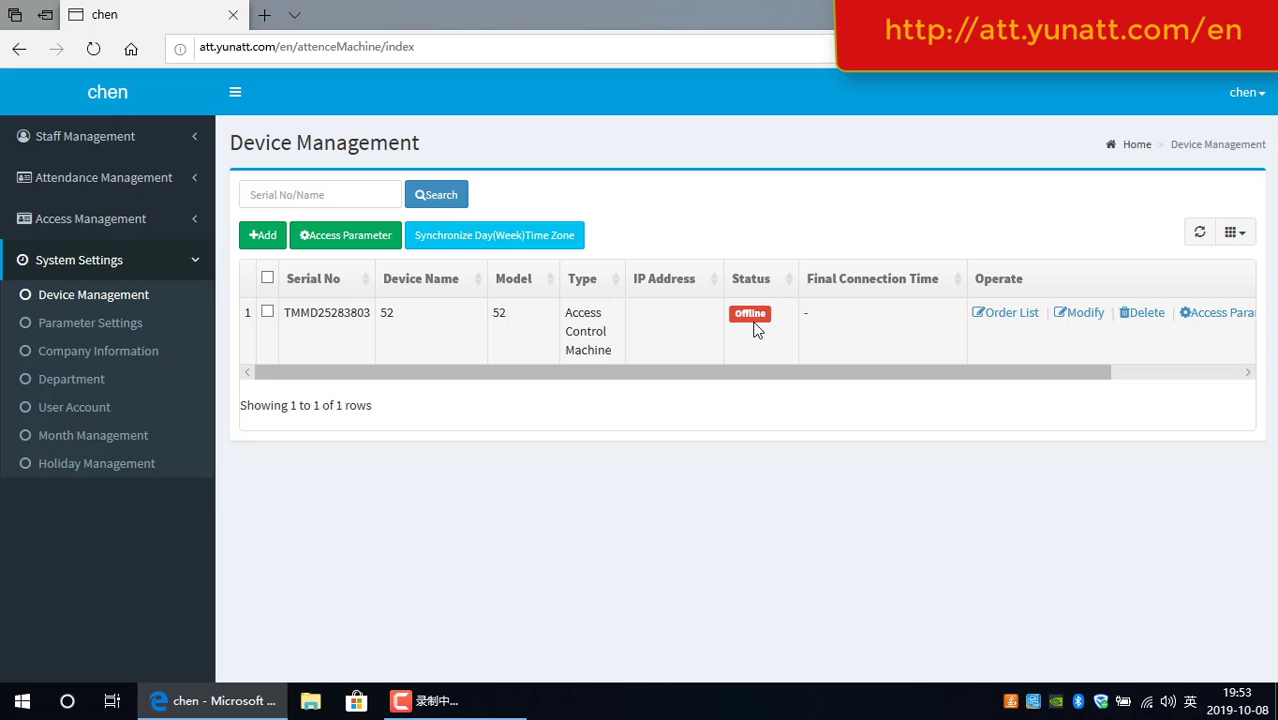 chen
att.yunatt.com/en/attenceMachine/index
http://att.yunatt.com/en
chen
chen
Staff Management
Attendance Management
Access Management
System Settings
Device Management
Parameter Settings
Company Information
Department
User Account
Month Management
Holiday Management
Device Management
Home > Device Management
Serial No/Name
Search
Add
Access Parameter
Synchronize Day(Week)Time Zone
Serial No Device Name Model Type IP Address Status Final Connection Time Operate
1 TMMD25283803 52 52 Access Control Machine Offline - Order List | Modify | Delete | Access Para
Showing 1 to 1 of 1 rows
chen - Microsoft ...
录制中...
英
19:53
2019-10-08